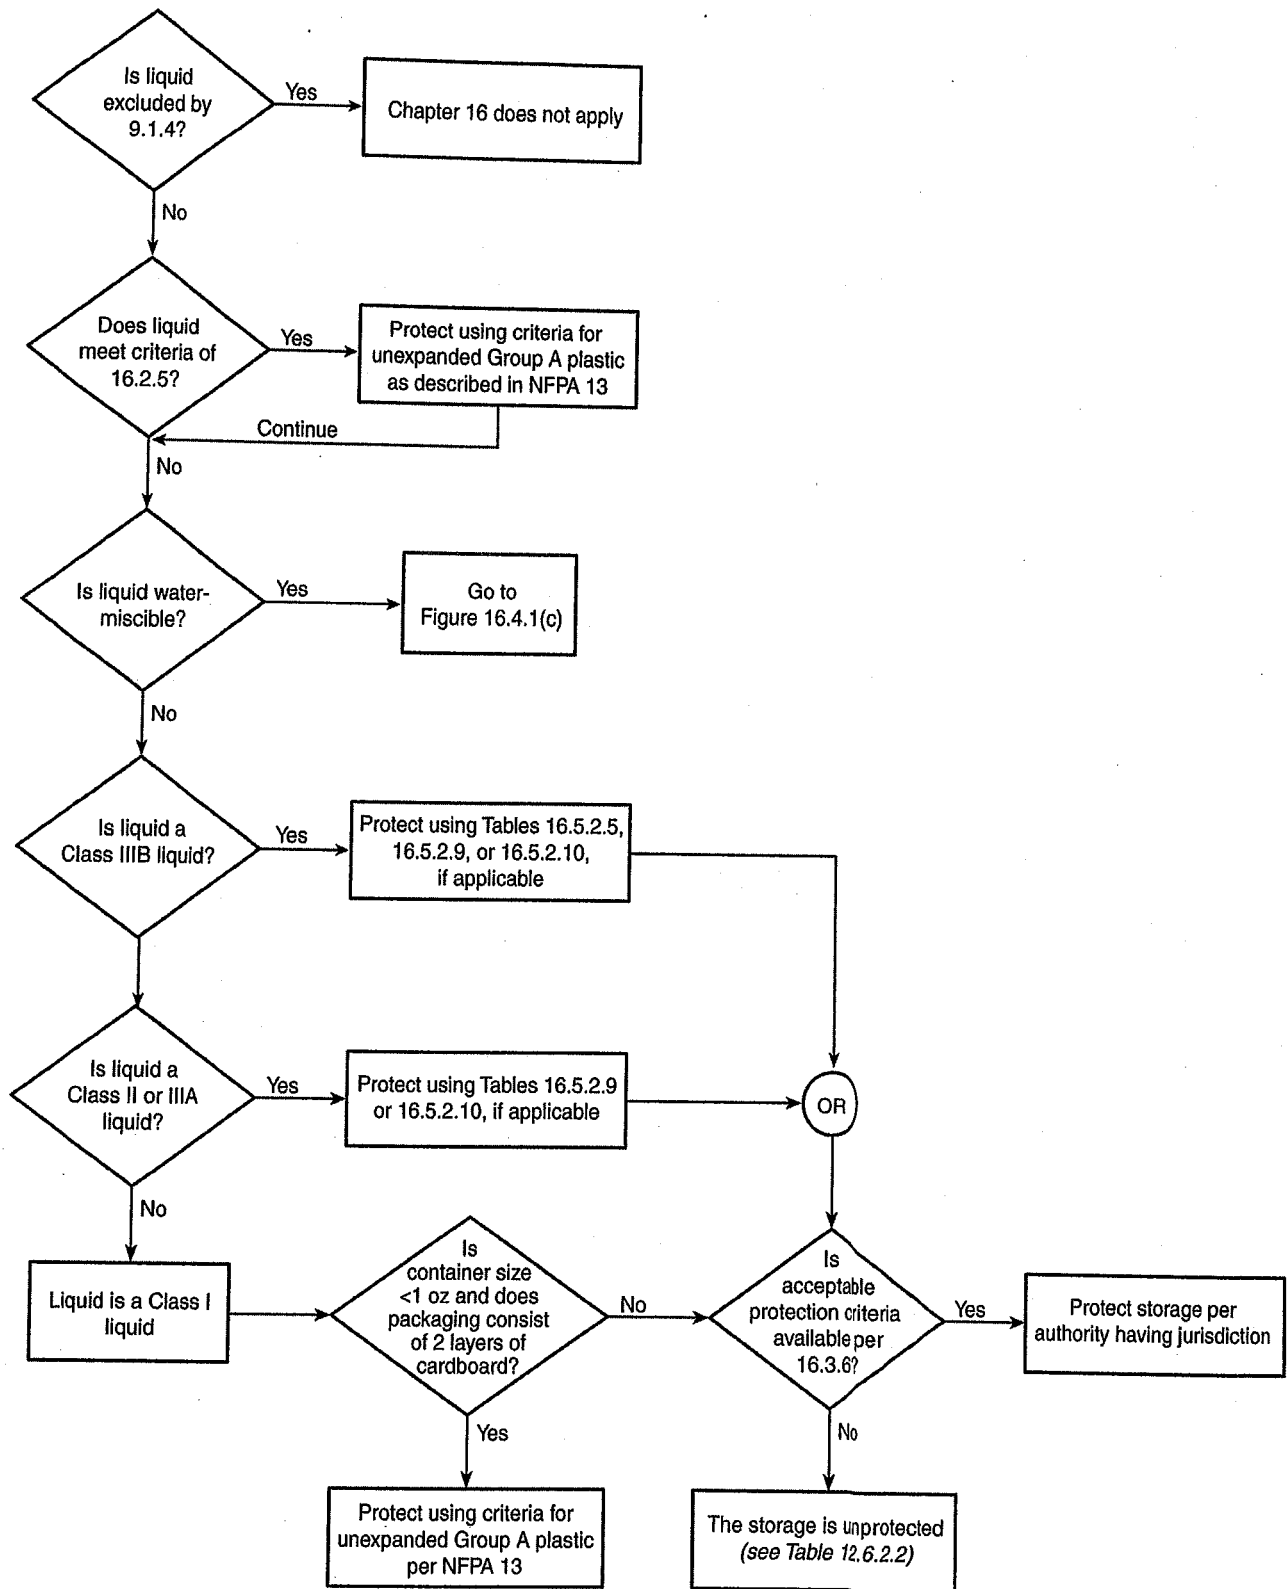 Is liquid
excluded by
9.1.4?
Yes
Chapter 16 does not apply
No
Does liquid
meet criteria of
16.2.5?
Yes
Protect using criteria for
unexpanded Group A plastic
as described in NFPA 13
Continue
No
Is liquid water-
miscible?
Yes
Go to
Figure 16.4.1(c)
No
Is liquid a
Class IIIB liquid?
Yes
Protect using Tables 16.5.2.5,
16.5.2.9, or 16.5.2.10,
if applicable
Is liquid a
Class II or IIIA
liquid?
Yes
Protect using Tables 16.5.2.9
or 16.5.2.10, if applicable
OR
No
Liquid is a Class I
liquid
Is
container size
<1 oz and does
packaging consist
of 2 layers of
cardboard?
No
Is
acceptable
protection criteria
available per
16.3.6?
Yes
Protect storage per
authority having jurisdiction
Yes
Protect using criteria for
unexpanded Group A plastic
per NFPA 13
No
The storage is unprotected
(see Table 12.6.2.2)